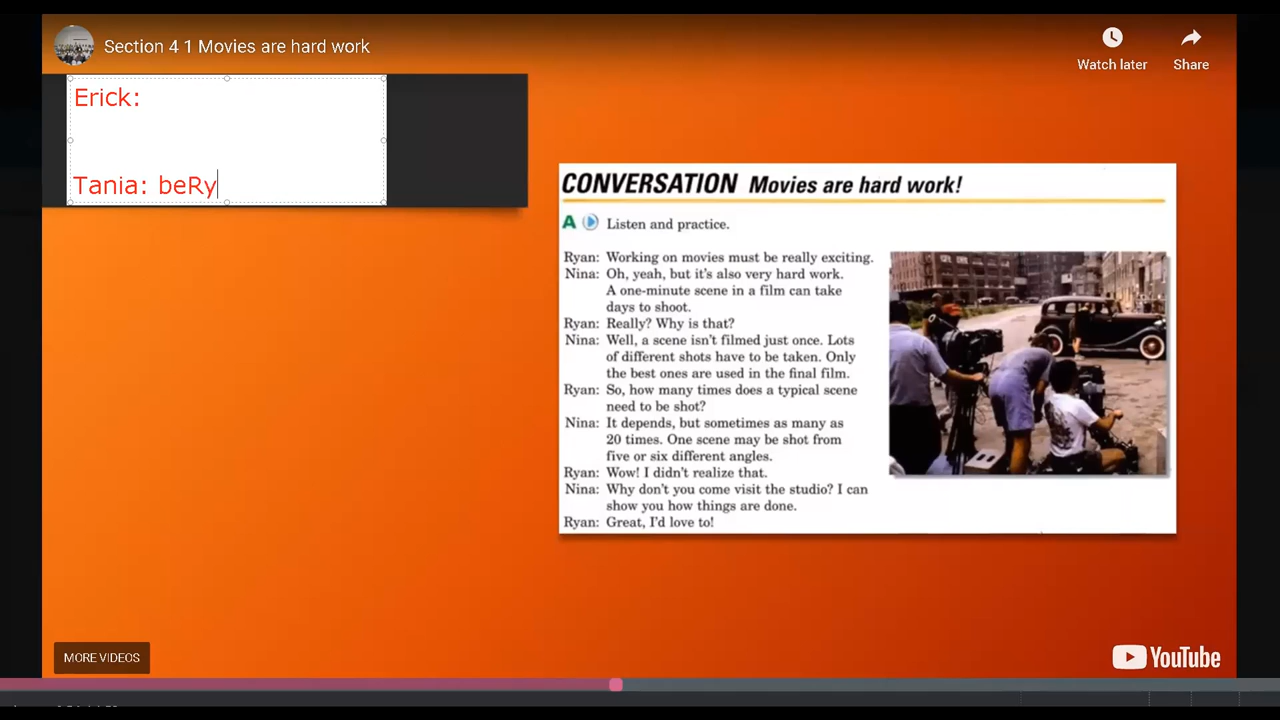 Section 4 1 Movies are hard work
Watch later
Share
Erick:
Tania: beRy
CONVERSATION Movies are hard work!
A Listen and practice.
Ryan: Working on movies must be really exciting.
Nina: Oh, yeah, but it's also very hard work.
A one-minute scene in a film can take
days to shoot.
Ryan: Really? Why is that?
Nina: Well, a scene isn't filmed just once. Lots
of different shots have to be taken. Only
the best ones are used in the final film.
Ryan: So, how many times does a typical scene
need to be shot?
Nina: It depends, but sometimes as many as
20 times. One scene may be shot from
five or six different angles.
Ryan: Wow! I didn't realize that.
Nina: Why don't you come visit the studio? I can
show you how things are done.
Ryan: Great, I'd love to!
MORE VIDEOS
YouTube